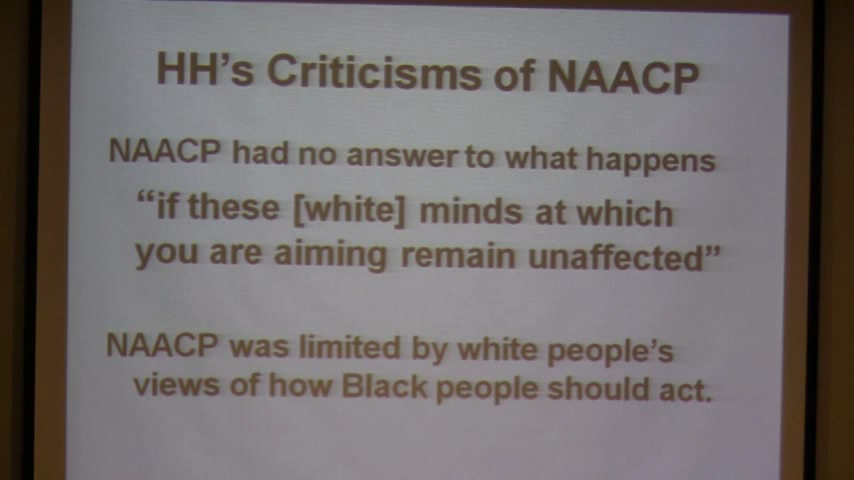 HH’s Criticisms of NAACP
NAACP had no answer to what happens
“if these [white] minds at which
you are aiming remain unaffected”
NAACP was limited by white people’s
views of how Black people should act.